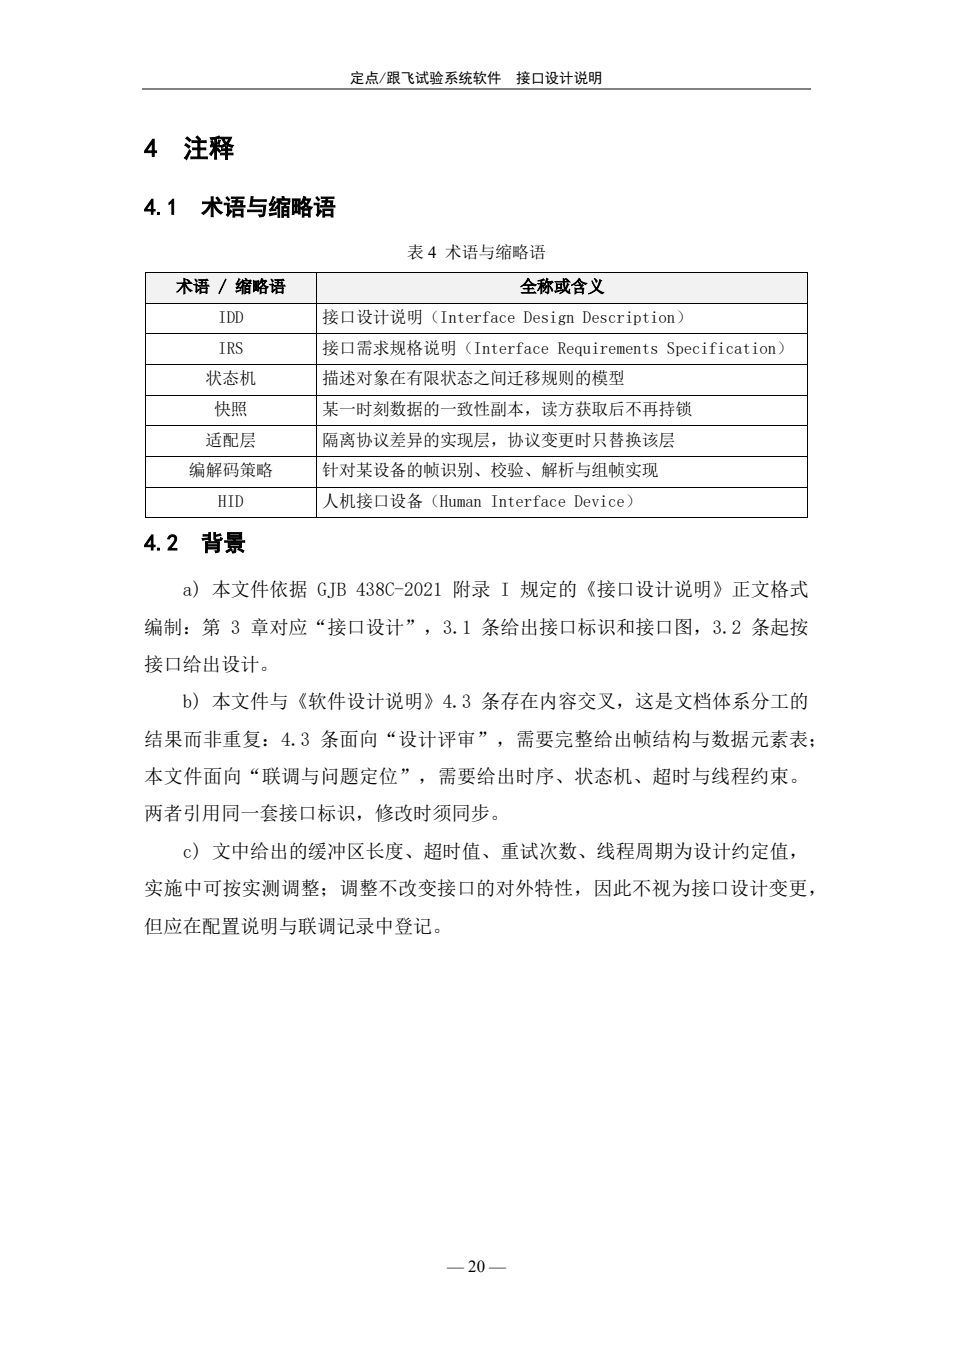 定点/跟飞试验系统软件　接口设计说明
4　注释
4.1　术语与缩略语
表 4 术语与缩略语
术语 / 缩略语　全称或含义
IDD　接口设计说明（Interface Design Description）
IRS　接口需求规格说明（Interface Requirements Specification）
状态机　描述对象在有限状态之间迁移规则的模型
快照　某一时刻数据的一致性副本，读方获取后不再持锁
适配层　隔离协议差异的实现层，协议变更时只替换该层
编解码策略　针对某设备的帧识别、校验、解析与组帧实现
HID　人机接口设备（Human Interface Device）
4.2　背景
a) 本文件依据 GJB 438C-2021 附录 I 规定的《接口设计说明》正文格式
编制：第 3 章对应“接口设计”，3.1 条给出接口标识和接口图，3.2 条起按
接口给出设计。
b) 本文件与《软件设计说明》4.3 条存在内容交叉，这是文档体系分工的
结果而非重复：4.3 条面向“设计评审”，需要完整给出帧结构与数据元素表；
本文件面向“联调与问题定位”，需要给出时序、状态机、超时与线程约束。
两者引用同一套接口标识，修改时须同步。
c) 文中给出的缓冲区长度、超时值、重试次数、线程周期为设计约定值，
实施中可按实测调整；调整不改变接口的对外特性，因此不视为接口设计变更，
但应在配置说明与联调记录中登记。
— 20 —